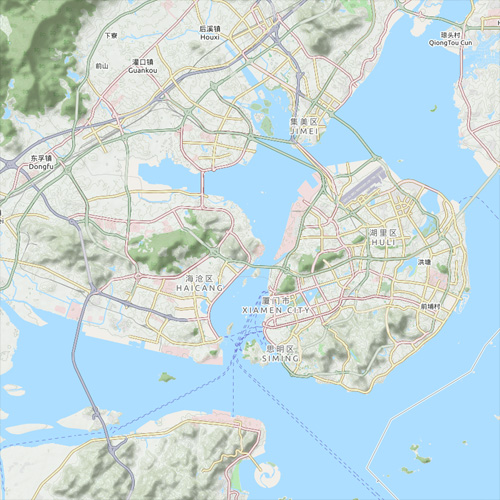 下寮
后溪镇
Houxi
琼头村
QiongTou Cun
前山
灌口镇
Guankou
集美区
JIMEI
东孚镇
Dongfu
湖里区
HULI
洪塘
海沧区
HAICANG
厦门市
XIAMEN CITY
前埔村
思明区
SIMING